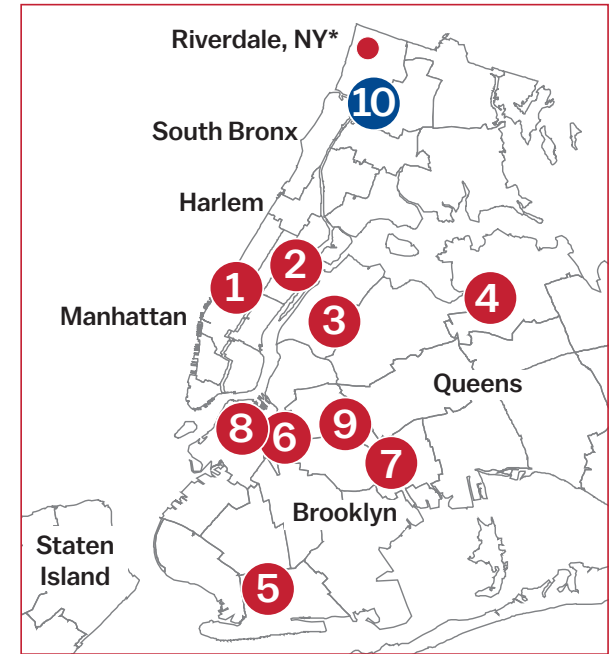 Riverdale, NY*
10
South Bronx
Harlem
2
1
4
Manhattan
3
Queens
8
6
9
7
Brooklyn
Staten
Island
5